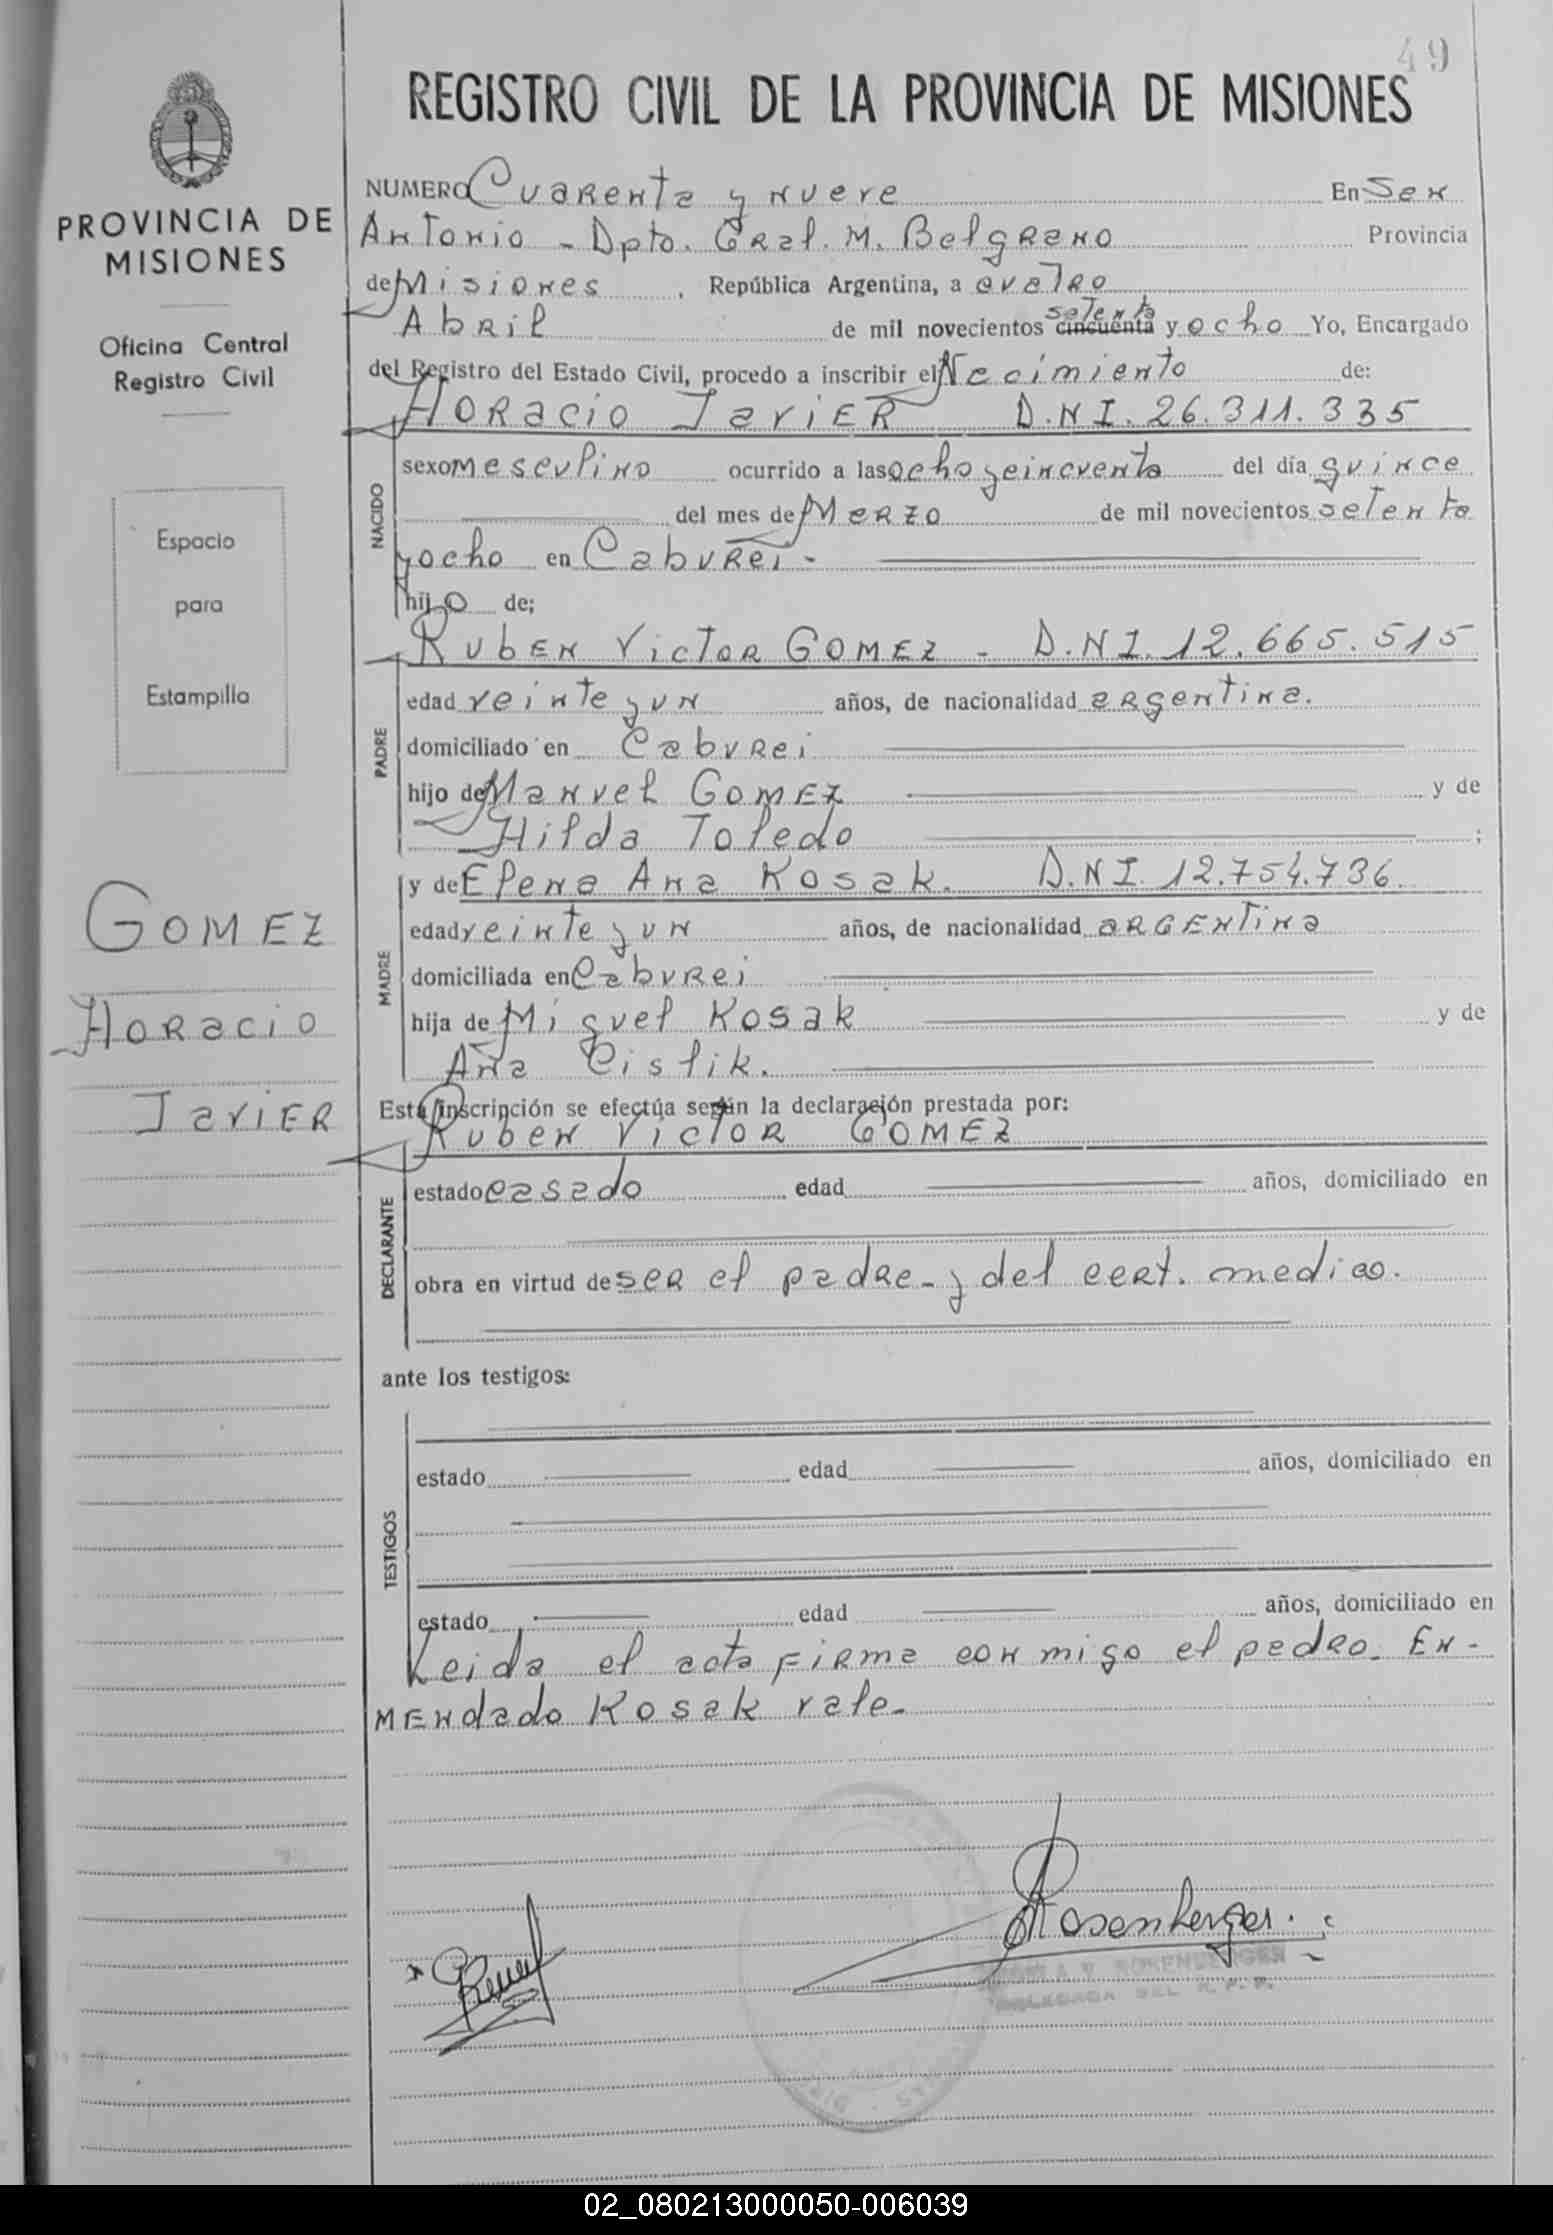 49
REGISTRO CIVIL DE LA PROVINCIA DE MISIONES
PROVINCIA DE
MISIONES
Oficina Central
Registro Civil
Espacio
para
Estampilla
GOMEZ
HORacio
JaviER
NUMERO Cuarenta y nueve En San
Antonio - Dpto. Gral. M. Belgrano Provincia
de Misiones, República Argentina, a cuatro
Abril de mil novecientos cincuenta setenta y ocho Yo, Encargado
del Registro del Estado Civil, procedo a inscribir el Nacimiento de:
HORacio JaviER D.N.I. 26.311.335
NACIDO
sexo masculino ocurrido a las ocho y cincuenta del día quince
del mes de Marzo de mil novecientos setenta
y ocho en Caburei -
hijo de;
Ruben Victor GOMEZ - D.N.I. 12.665.515
PADRE
edad veinte y un años, de nacionalidad argentina.
domiciliado en Caburei
hijo de Manuel GOMEZ y de
Hilda Toledo ;
MADRE
y de Elena Ana Kosak. D.N.I. 12.754.736.
edad veinte y un años, de nacionalidad ARGENTina
domiciliada en Caburei
hija de Miguel Kosak y de
Ana Cislik.
Esta inscripción se efectúa según la declaración prestada por:
Ruben Victor GOMEZ
DECLARANTE
estado casado edad años, domiciliado en
obra en virtud de ser el padre - y del cert. medico.
ante los testigos:
TESTIGOS
estado edad años, domiciliado en
estado edad años, domiciliado en
Leida el acta firma conmigo el padre. En-
mendado Kosak vale.-
Rosenberger.
ROSENBERGER
DELEGADA DEL R.P.P.
02_080213000050-006039